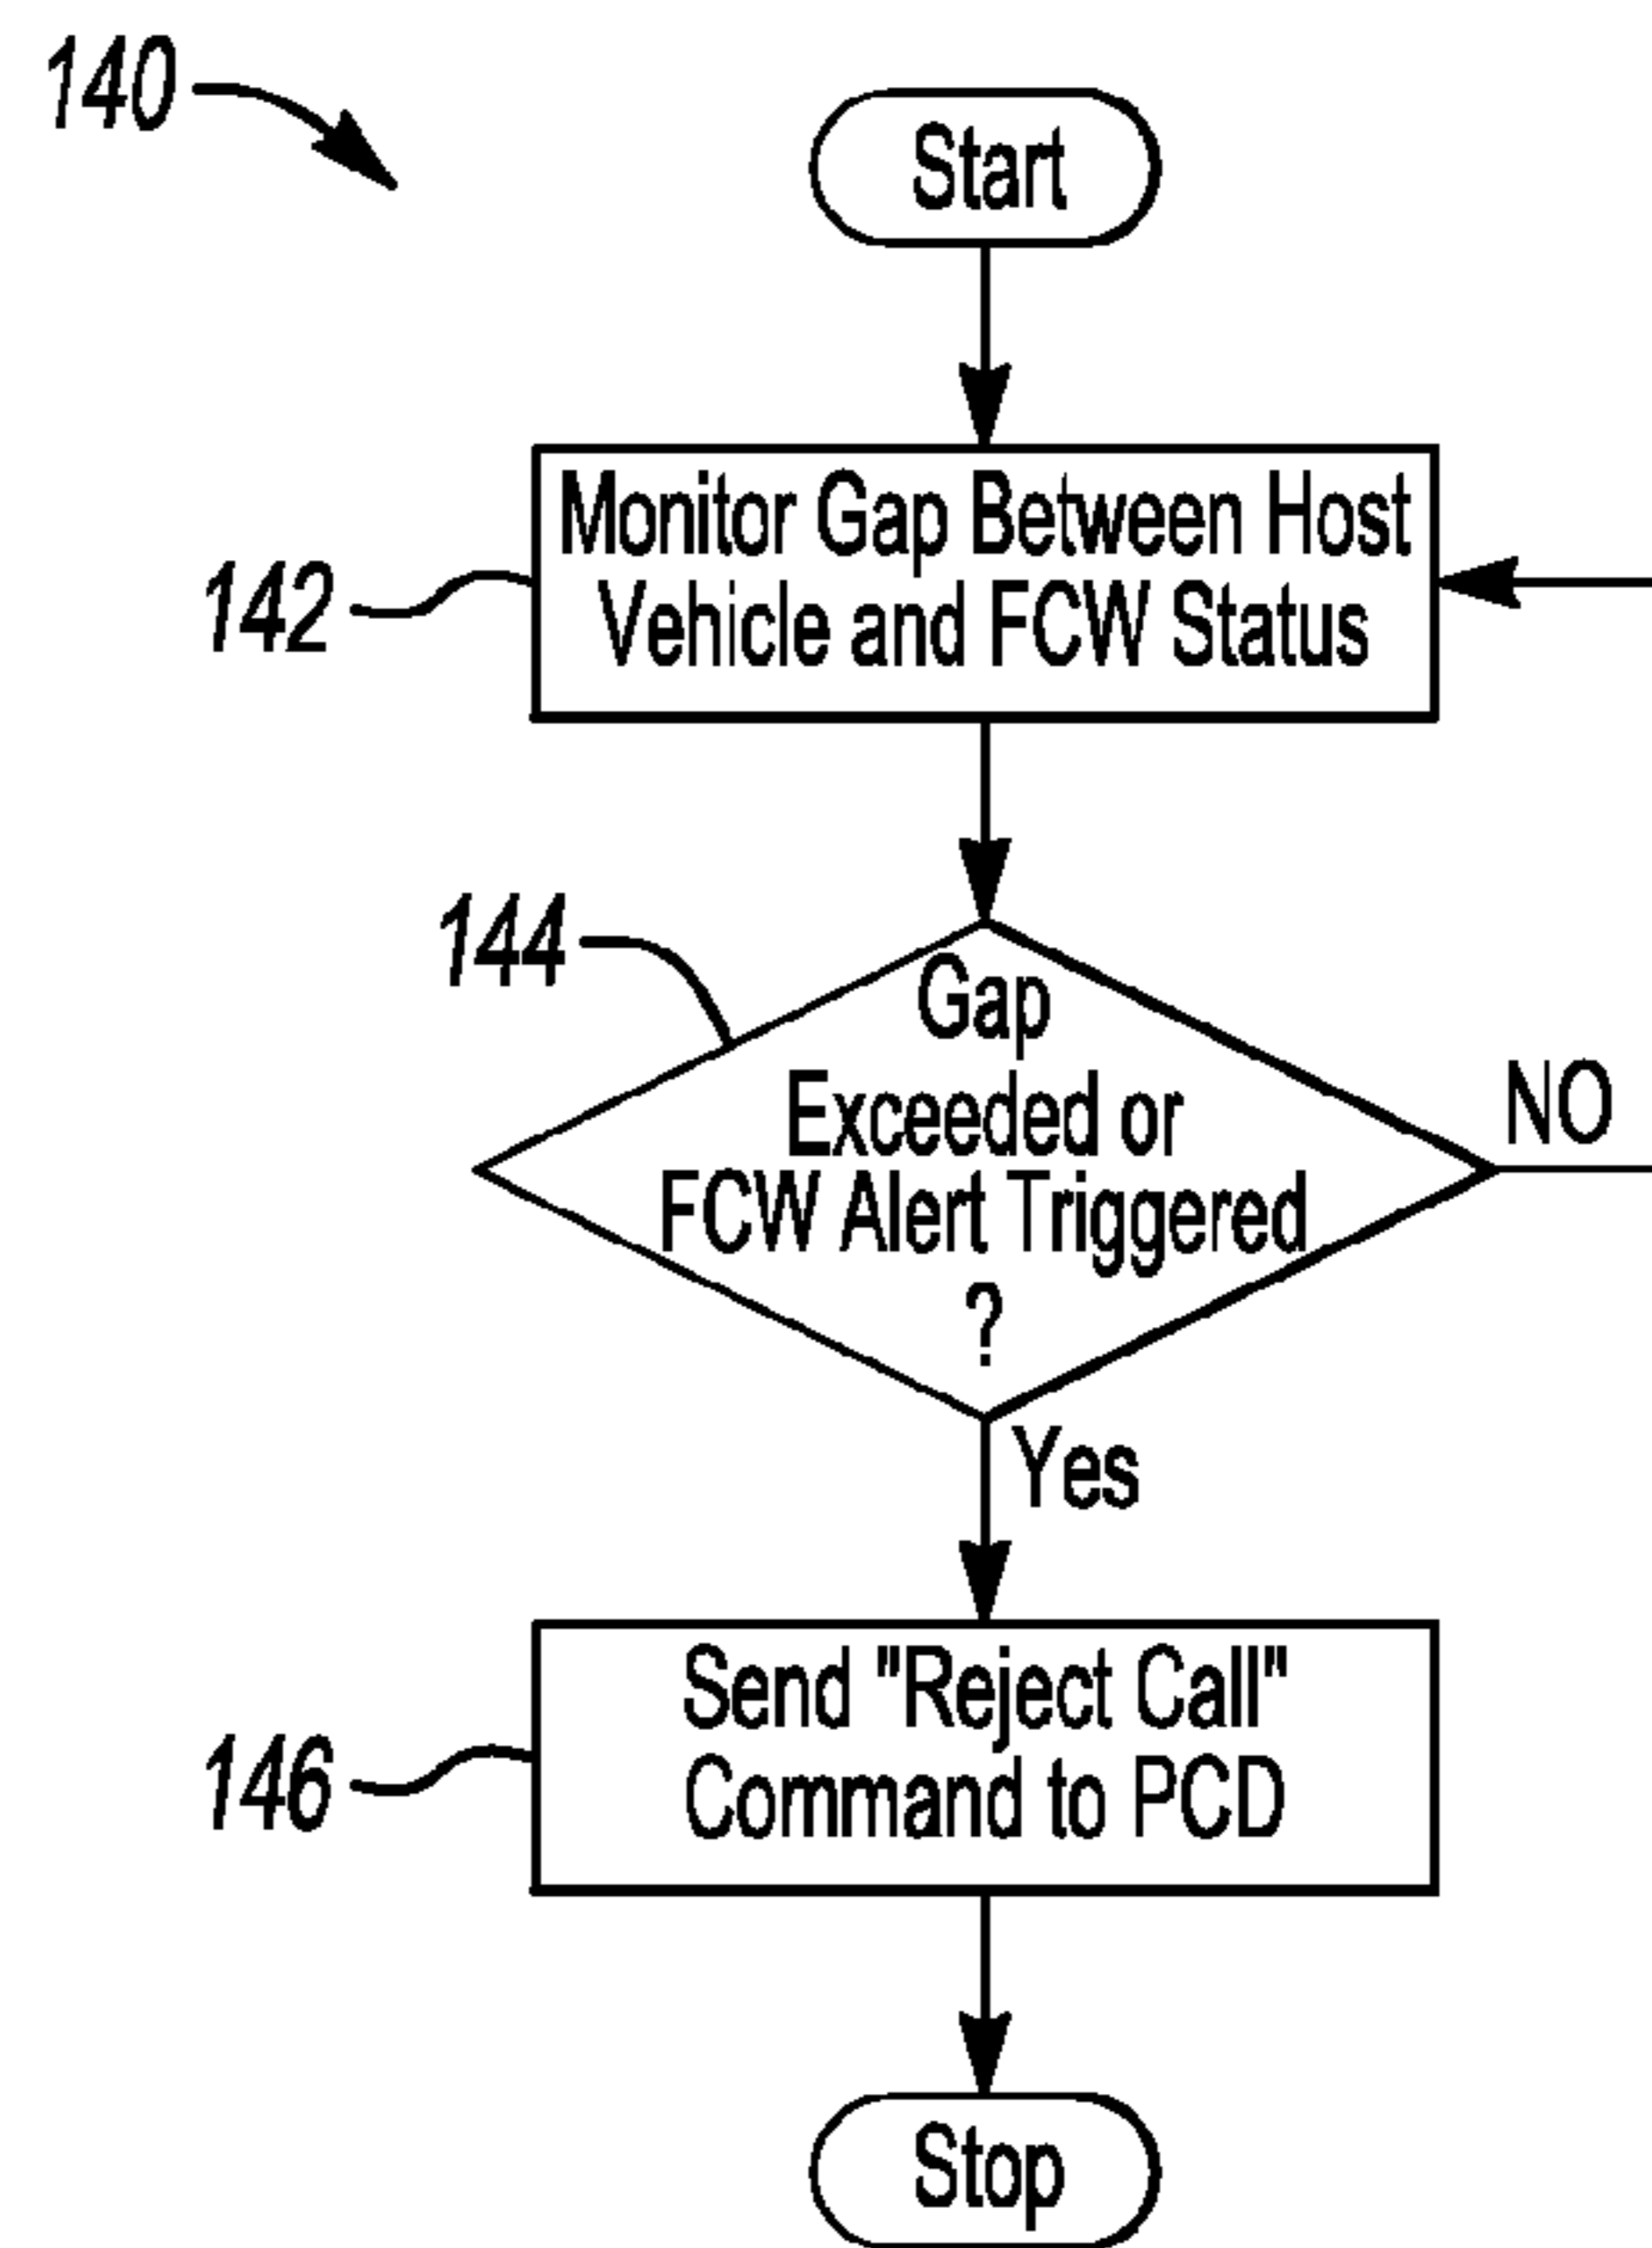 140
Start
Monitor Gap Between Host
Vehicle and FCW Status
142
144
Gap
Exceeded or
FCW Alert Triggered
?
NO
Yes
Send "Reject Call"
Command to PCD
146
Stop